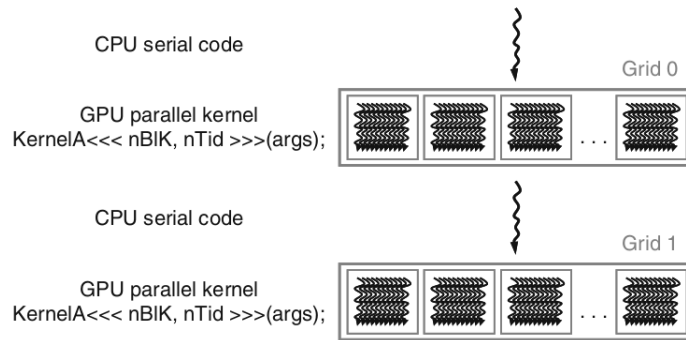 CPU serial code
Grid 0
GPU parallel kernel
KernelA<<< nBlK, nTid >>>(args);
. . .
CPU serial code
Grid 1
GPU parallel kernel
KernelA<<< nBlK, nTid >>>(args);
. . .